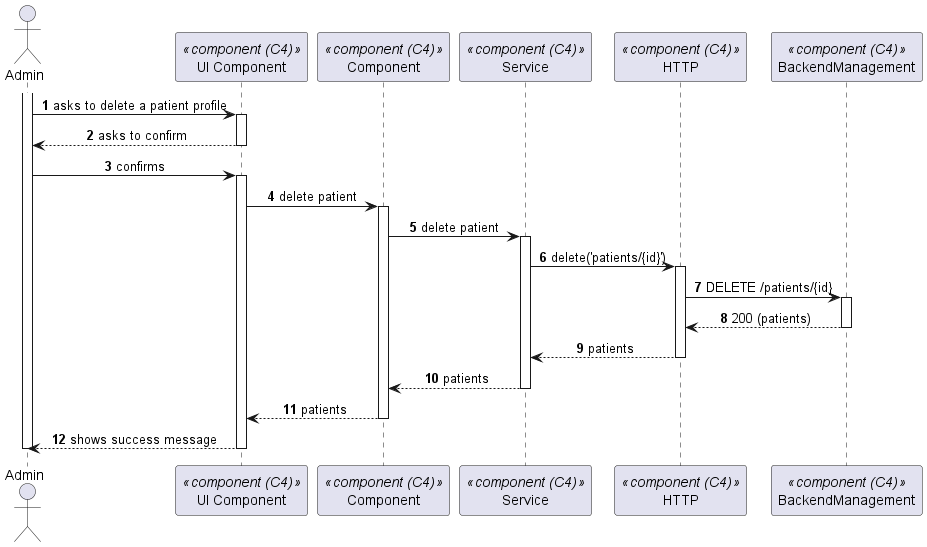 Admin
«component (C4)»
UI Component
«component (C4)»
Component
«component (C4)»
Service
«component (C4)»
HTTP
«component (C4)»
BackendManagement
1 asks to delete a patient profile
2 asks to confirm
3 confirms
4 delete patient
5 delete patient
6 delete('patients/{id}')
7 DELETE /patients/{id}
8 200 (patients)
9 patients
10 patients
11 patients
12 shows success message
Admin
«component (C4)»
UI Component
«component (C4)»
Component
«component (C4)»
Service
«component (C4)»
HTTP
«component (C4)»
BackendManagement